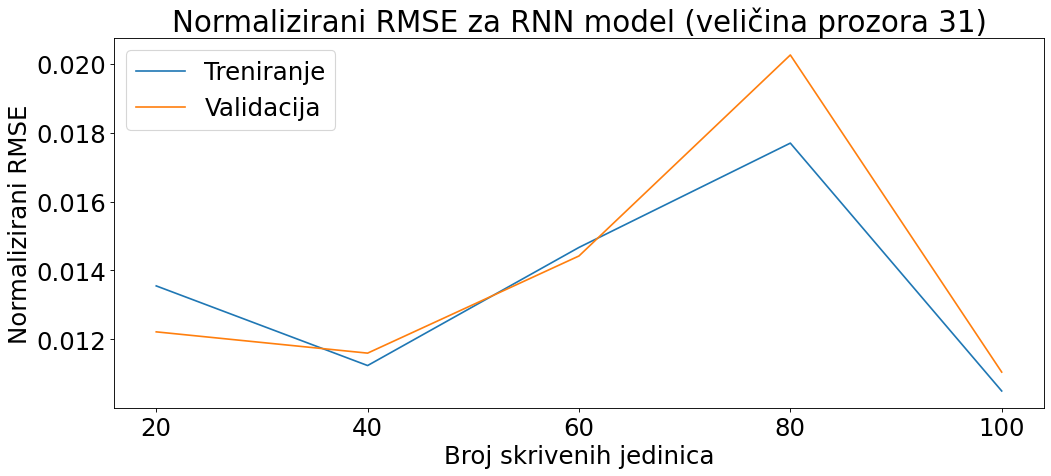 Normalizirani RMSE za RNN model (veličina prozora 31)
Treniranje
Validacija
Normalizirani RMSE
0.020
0.018
0.016
0.014
0.012
20 40 60 80 100
Broj skrivenih jedinica